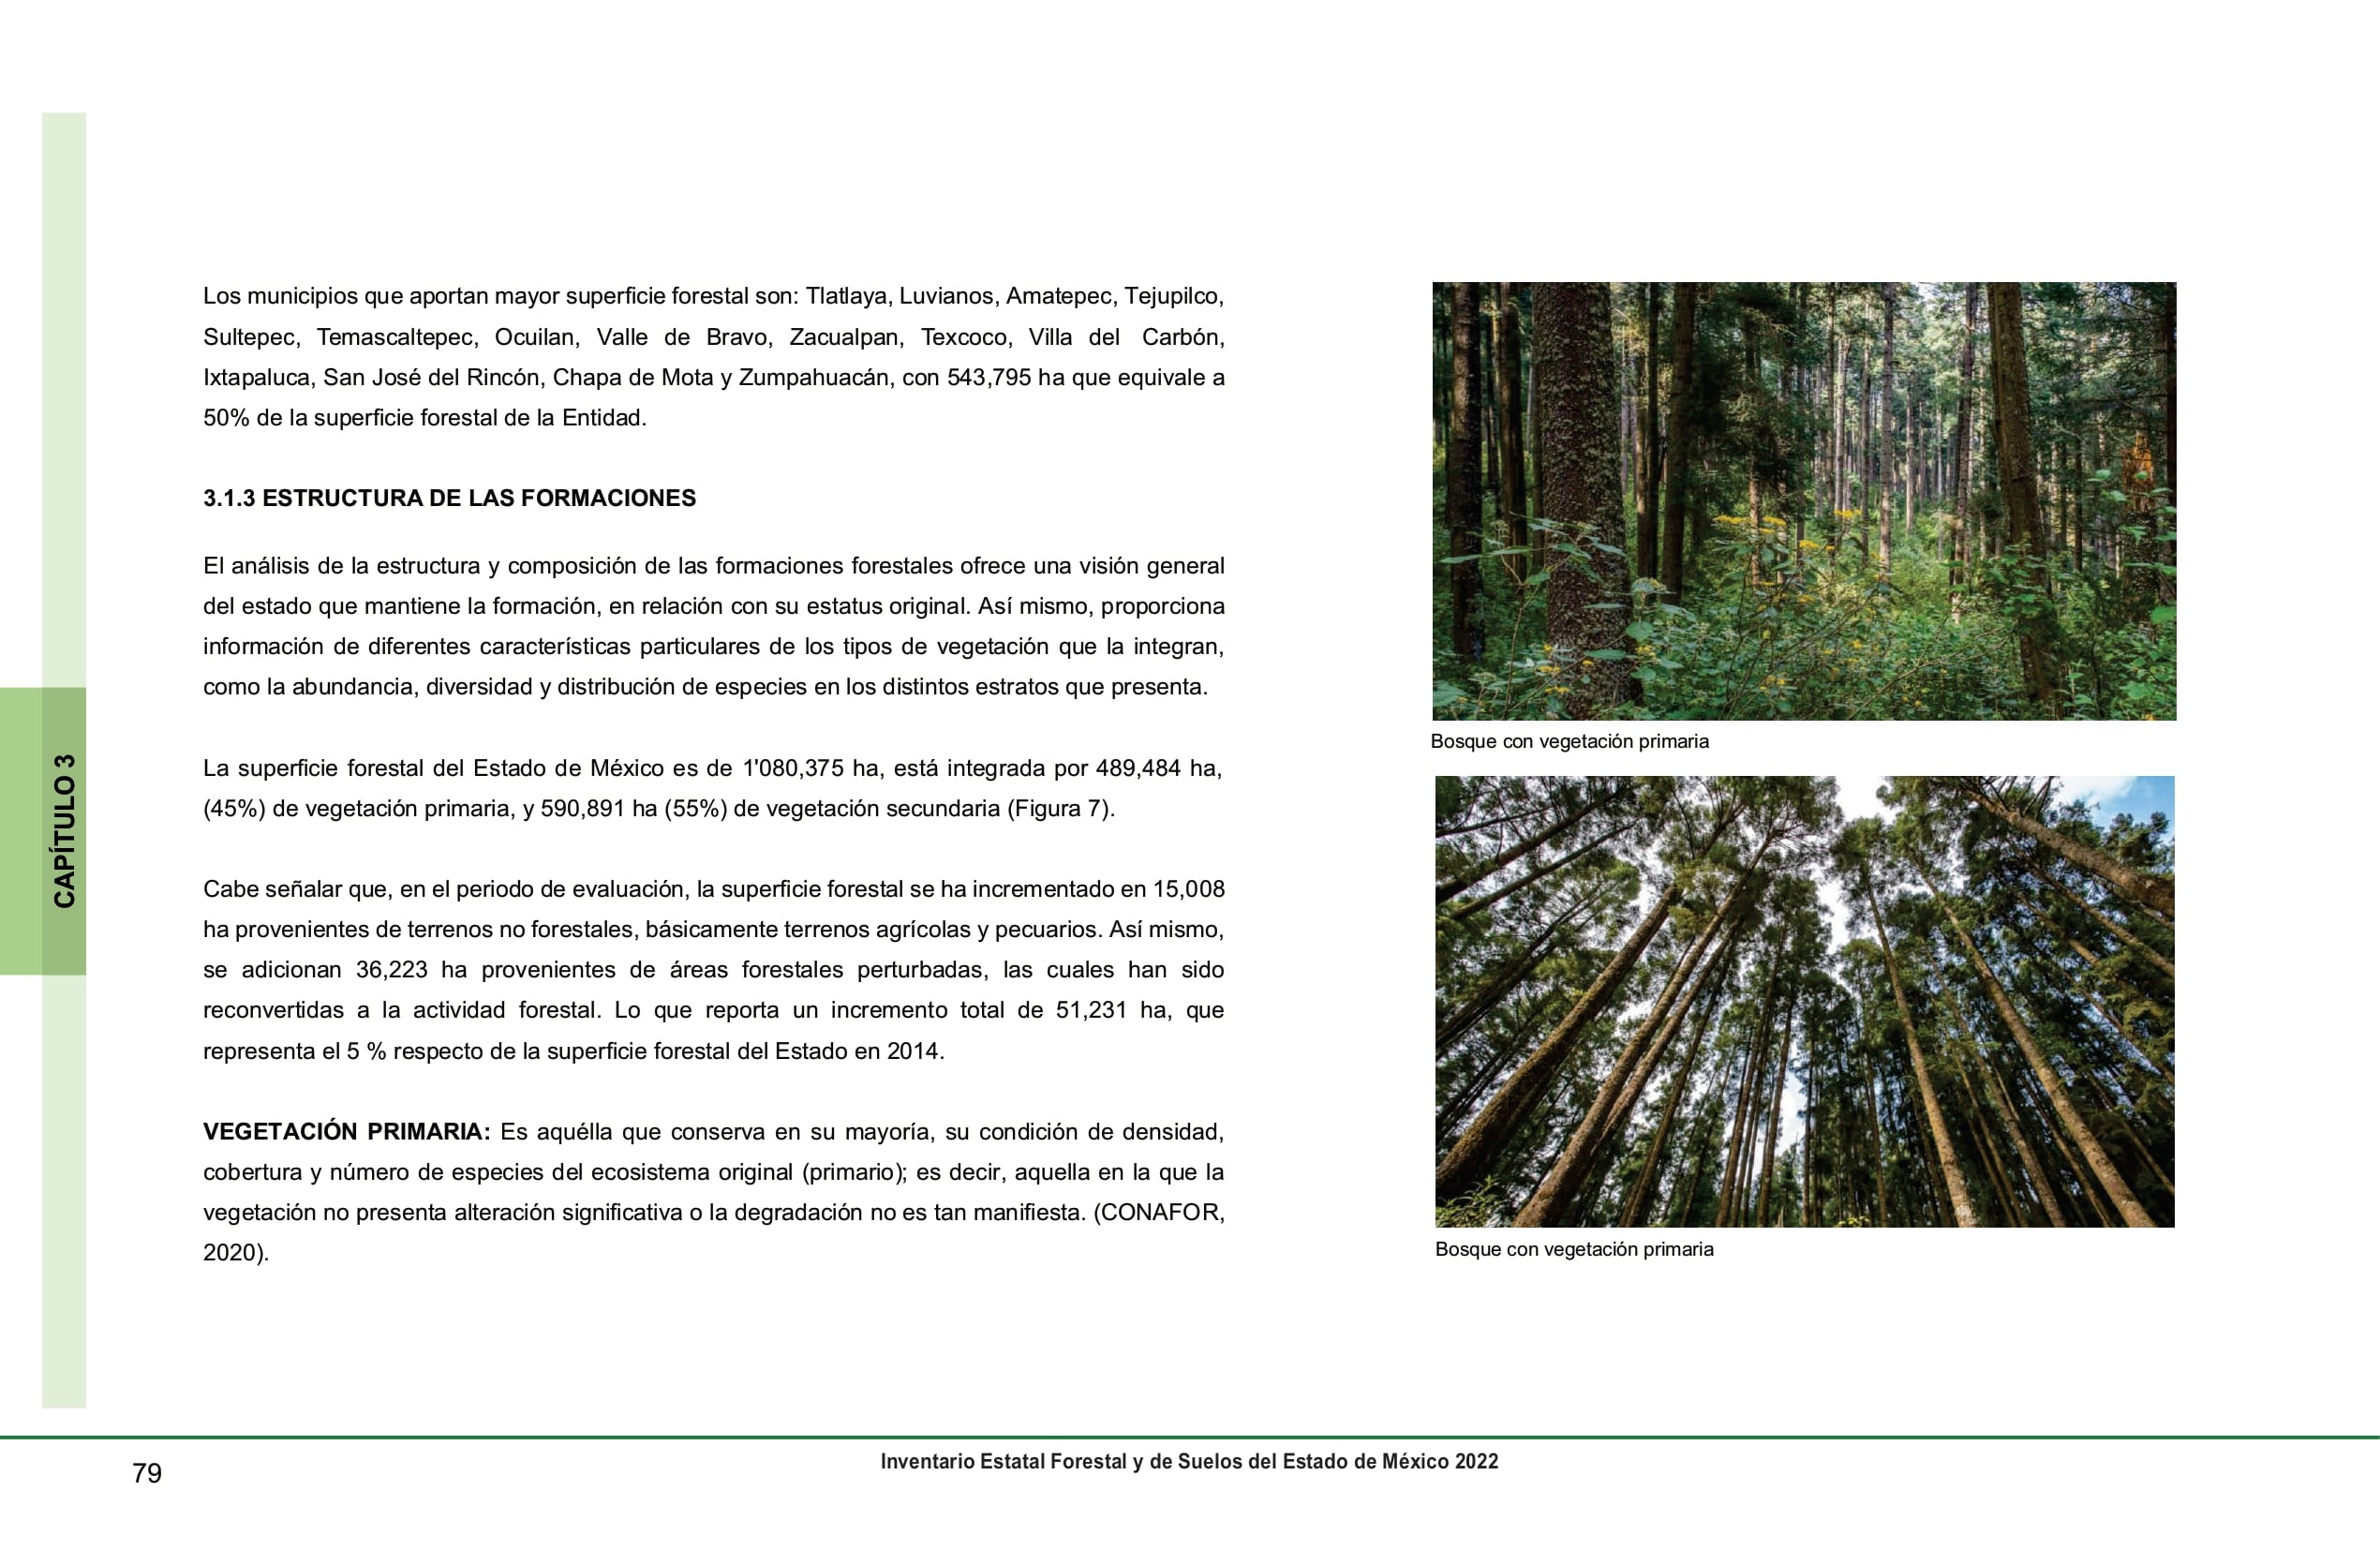 Los municipios que aportan mayor superficie forestal son: Tlatlaya, Luvianos, Amatepec, Tejupilco,
Sultepec, Temascaltepec, Ocuilan, Valle de Bravo, Zacualpan, Texcoco, Villa del Carbón,
Ixtapaluca, San José del Rincón, Chapa de Mota y Zumpahuacán, con 543,795 ha que equivale a
50% de la superficie forestal de la Entidad.
3.1.3 ESTRUCTURA DE LAS FORMACIONES
El análisis de la estructura y composición de las formaciones forestales ofrece una visión general
del estado que mantiene la formación, en relación con su estatus original. Así mismo, proporciona
información de diferentes características particulares de los tipos de vegetación que la integran,
como la abundancia, diversidad y distribución de especies en los distintos estratos que presenta.
La superficie forestal del Estado de México es de 1'080,375 ha, está integrada por 489,484 ha,
(45%) de vegetación primaria, y 590,891 ha (55%) de vegetación secundaria (Figura 7).
Cabe señalar que, en el periodo de evaluación, la superficie forestal se ha incrementado en 15,008
ha provenientes de terrenos no forestales, básicamente terrenos agrícolas y pecuarios. Así mismo,
se adicionan 36,223 ha provenientes de áreas forestales perturbadas, las cuales han sido
reconvertidas a la actividad forestal. Lo que reporta un incremento total de 51,231 ha, que
representa el 5 % respecto de la superficie forestal del Estado en 2014.
VEGETACIÓN PRIMARIA: Es aquélla que conserva en su mayoría, su condición de densidad,
cobertura y número de especies del ecosistema original (primario); es decir, aquella en la que la
vegetación no presenta alteración significativa o la degradación no es tan manifiesta. (CONAFOR,
2020).
Bosque con vegetación primaria
Bosque con vegetación primaria
CAPÍTULO 3
79
Inventario Estatal Forestal y de Suelos del Estado de México 2022